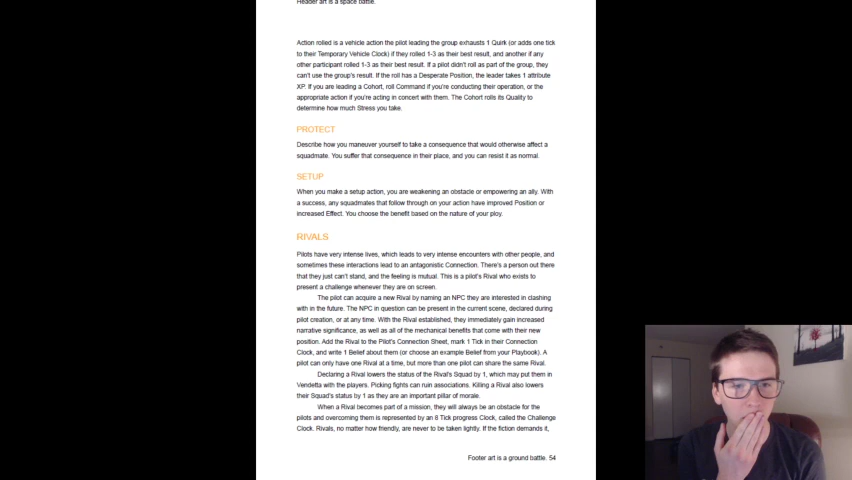 Header art is a space battle.
Action rolled is a vehicle action the pilot leading the group exhausts 1 Quirk (or adds one tick
to their Temporary Vehicle Clock) if they rolled 1-3 as their best result, and another if any
other participant rolled 1-3 as their best result. If a pilot didn't roll as part of the group, they
can't use the group's result. If the roll has a Desperate Position, the leader takes 1 attribute
XP. If you are leading a Cohort, roll Command if you're conducting their operation, or the
appropriate action if you're acting in concert with them. The Cohort rolls its Quality to
determine how much Stress you take.
PROTECT
Describe how you maneuver yourself to take a consequence that would otherwise affect a
squadmate. You suffer that consequence in their place, and you can resist it as normal.
SETUP
When you make a setup action, you are weakening an obstacle or empowering an ally. With
a success, any squadmates that follow through on your action have improved Position or
increased Effect. You choose the benefit based on the nature of your ploy.
RIVALS
Pilots have very intense lives, which leads to very intense encounters with other people, and
sometimes these interactions lead to an antagonistic Connection. There's a person out there
that they just can't stand, and the feeling is mutual. This is a pilot's Rival who exists to
present a challenge whenever they are on screen.
The pilot can acquire a new Rival by naming an NPC they are interested in clashing
with in the future. The NPC in question can be present in the current scene, declared during
pilot creation, or at any time. With the Rival established, they immediately gain increased
narrative significance, as well as all of the mechanical benefits that come with their new
position. Add the Rival to the Pilot's Connection Sheet, mark 1 Tick in their Connection
Clock, and write 1 Belief about them (or choose an example Belief from your Playbook). A
pilot can only have one Rival at a time, but more than one pilot can share the same Rival.
Declaring a Rival lowers the status of the Rival's Squad by 1, which may put them in
Vendetta with the players. Picking fights can ruin associations. Killing a Rival also lowers
their Squad's status by 1 as they are an important pillar of morale.
When a Rival becomes part of a mission, they will always be an obstacle for the
pilots and overcoming them is represented by an 8 Tick progress Clock, called the Challenge
Clock. Rivals, no matter how friendly, are never to be taken lightly. If the fiction demands it,
Footer art is a ground battle. 54